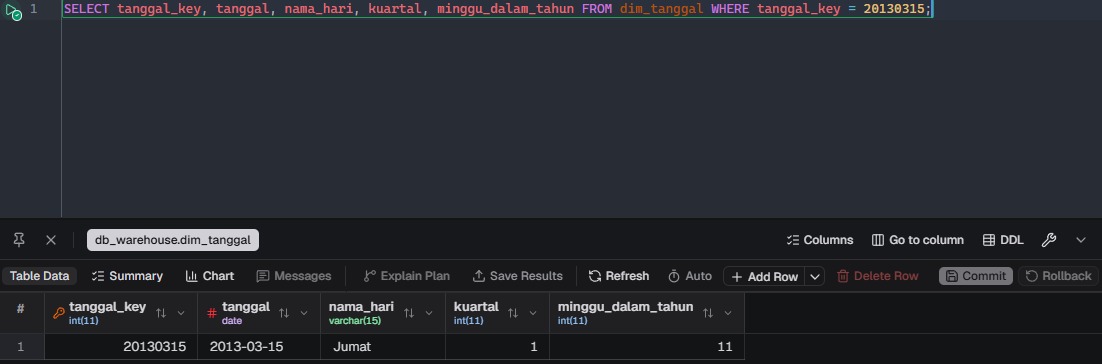 1 SELECT tanggal_key, tanggal, nama_hari, kuartal, minggu_dalam_tahun FROM dim_tanggal WHERE tanggal_key = 20130315;
db_warehouse.dim_tanggal Columns Go to column DDL
Table Data Summary Chart Messages Explain Plan Save Results Refresh Auto + Add Row Delete Row Commit Rollback
# tanggal_key tanggal nama_hari kuartal minggu_dalam_tahun
int(11) date varchar(15) int(11) int(11)
1 20130315 2013-03-15 Jumat 1 11